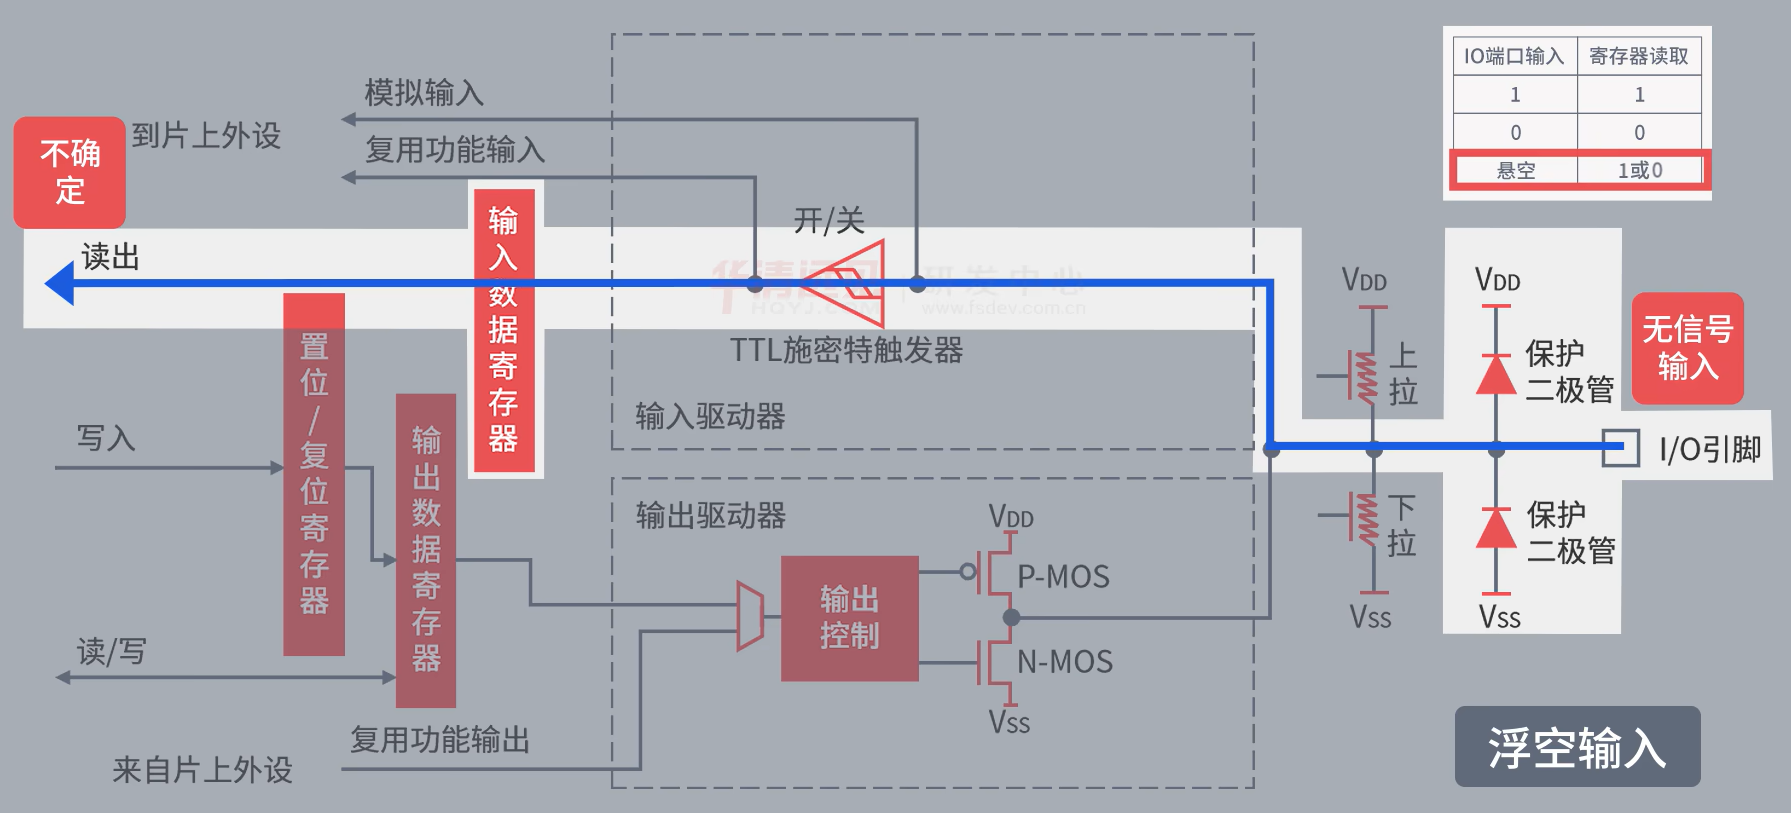 IO端口输入 寄存器读取
1 1
0 0
悬空 1或0
模拟输入
到片上外设
复用功能输入
不确
定
输入数据寄存器
开/关
读出
华清远见 研发中心
HQYJ.COM www.fsdev.com.cn
TTL施密特触发器
输入驱动器
VDD
VDD
上
拉
保护
二极管
无信号
输入
I/O引脚
置位/复位寄存器
写入
输出数据寄存器
输出驱动器
VDD
P-MOS
输出
控制
N-MOS
VSS
下
拉
VSS
保护
二极管
VSS
读/写
复用功能输出
来自片上外设
浮空输入